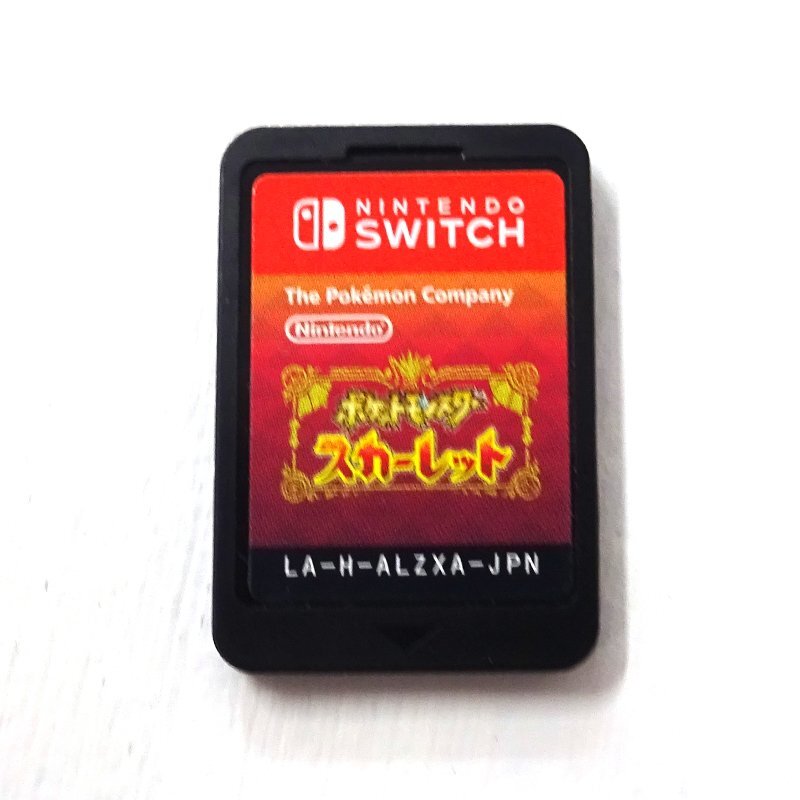 NINTENDO
SWITCH
The Pokémon Company
Nintendo
ポケットモンスター
スカーレット
LA-H-ALZXA-JPN